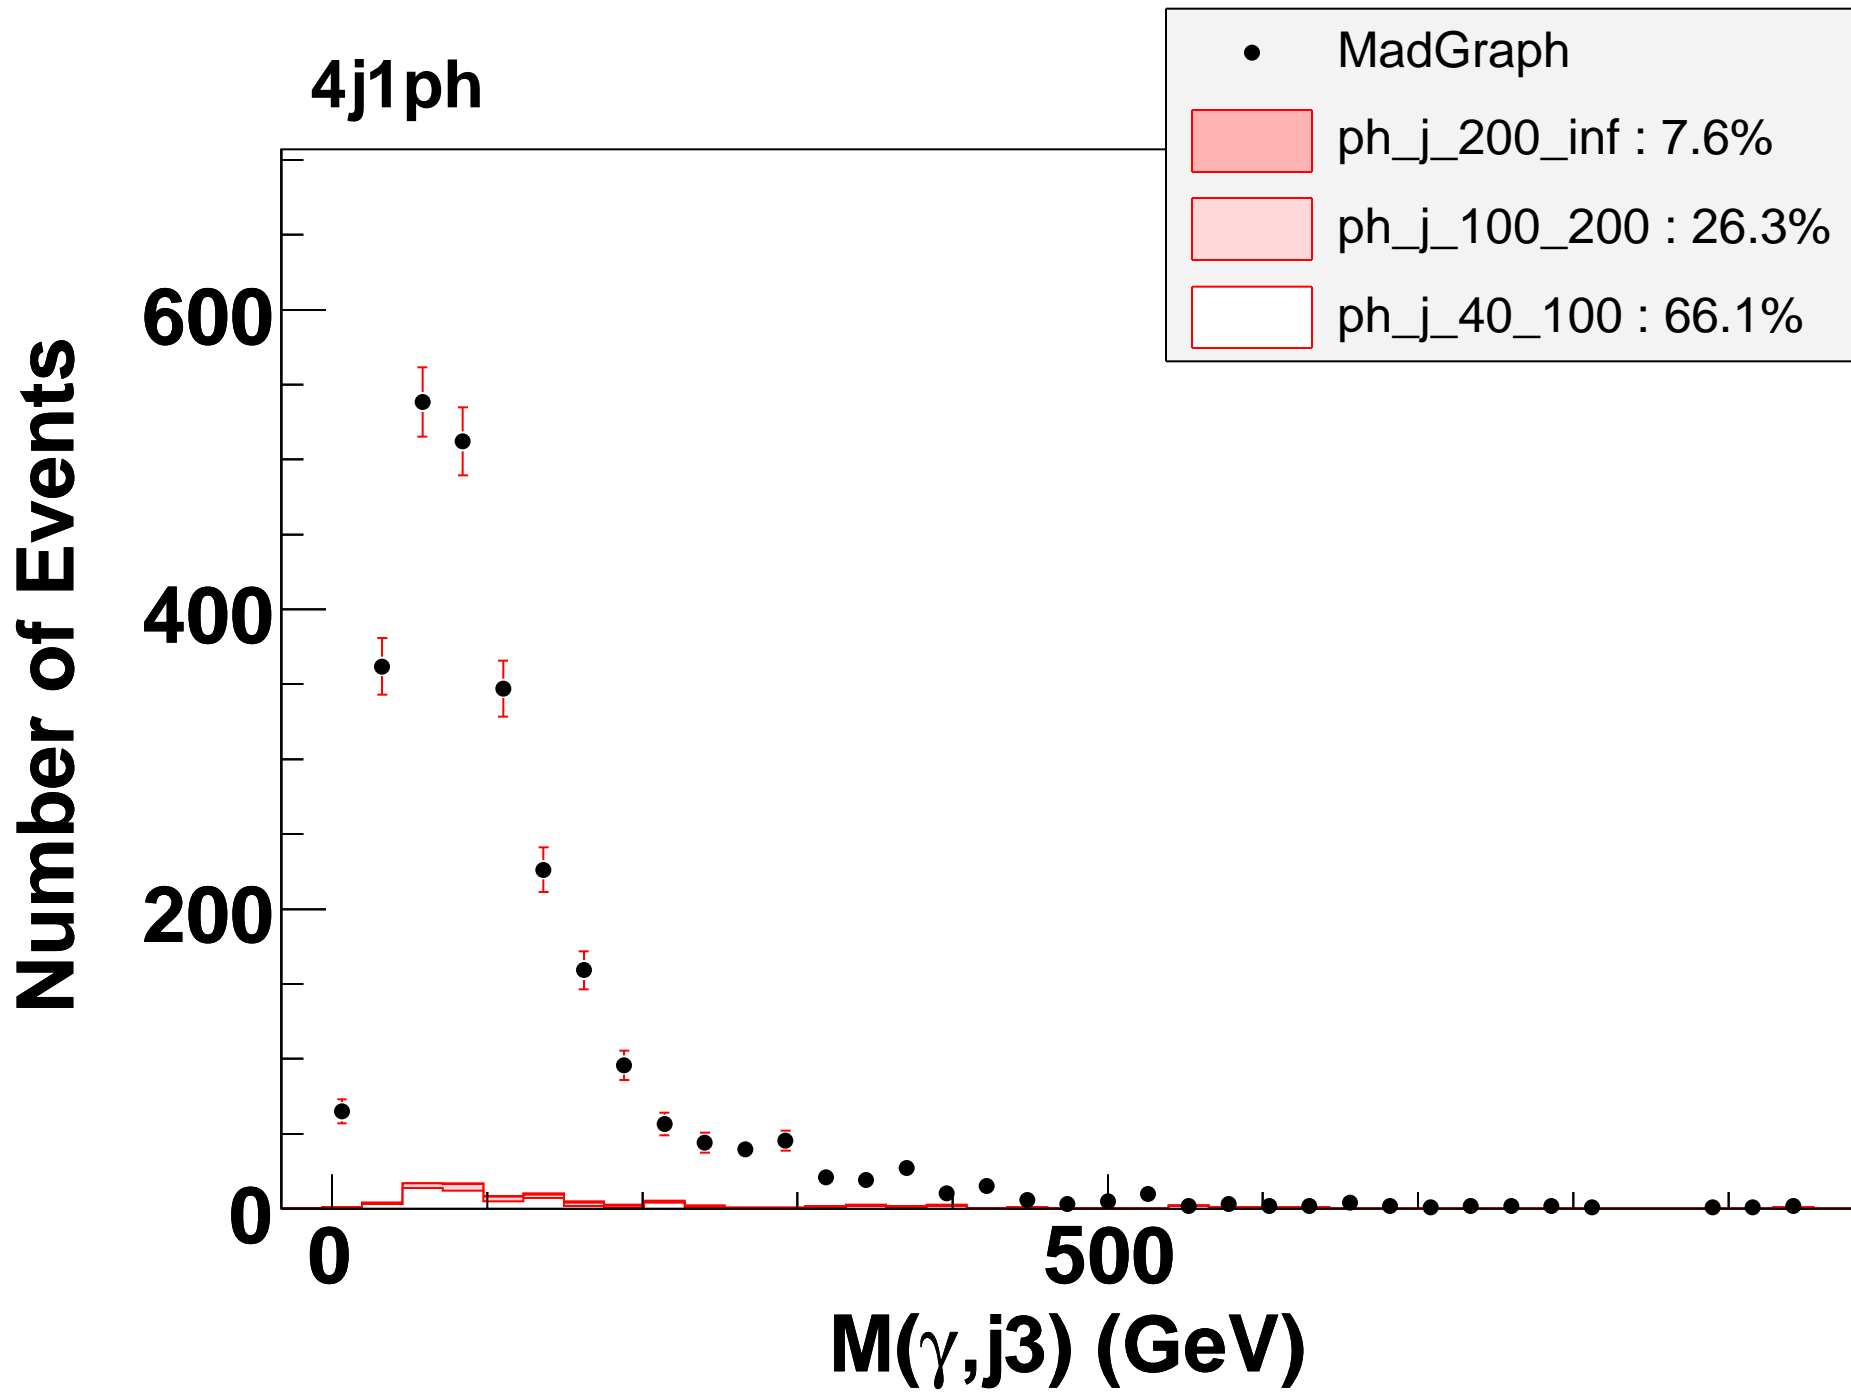 4j1ph
MadGraph
ph_j_200_inf : 7.6%
ph_j_100_200 : 26.3%
ph_j_40_100 : 66.1%
Number of Events
600
400
200
0
0
500
M(γ,j3) (GeV)